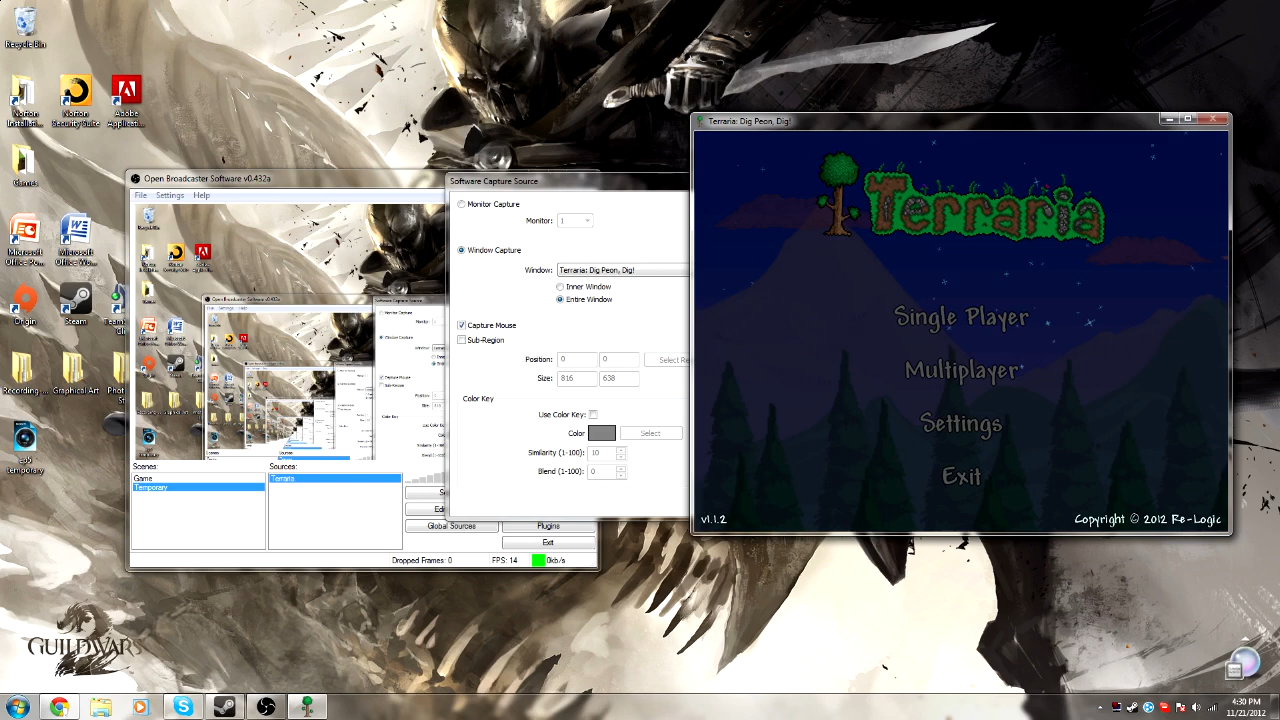 Recycle Bin
Norton
Installati...
Norton
Security Suite
Adobe
Applicati...
Games
Microsoft
Office Po...
Microsoft
Office Wo...
Origin
Steam
Recording ...
Graphical Art
temporary
GUILDWARS
Open Broadcaster Software v0.432a
File Settings Help
Scenes:
Game
Temporary
Sources:
Terraria
Global Sources
Plugins
Exit
Dropped Frames: 0
FPS: 14
0kb/s
Software Capture Source
Monitor Capture
Monitor: 1
Window Capture
Window: Terraria: Dig Peon, Dig!
Inner Window
Entire Window
Capture Mouse
Sub-Region
Position: 0 0 Select Re
Size: 816 638
Color Key
Use Color Key:
Color Select
Similarity (1-100): 10
Blend (1-100): 0
Terraria: Dig Peon, Dig!
Terraria
Single Player
Multiplayer
Settings
Exit
v1.1.2
Copyright © 2012 Re-Logic
4:30 PM
11/21/2012